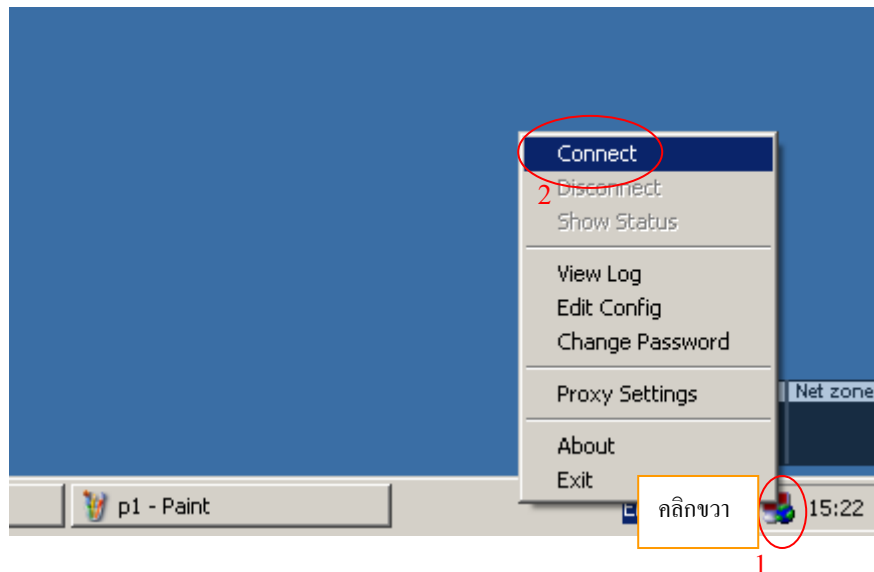 Connect
2
Disconnect
Show Status
View Log
Edit Config
Change Password
Proxy Settings
Net zone
About
Exit
p1 - Paint
คลิกขวา
15:22
1